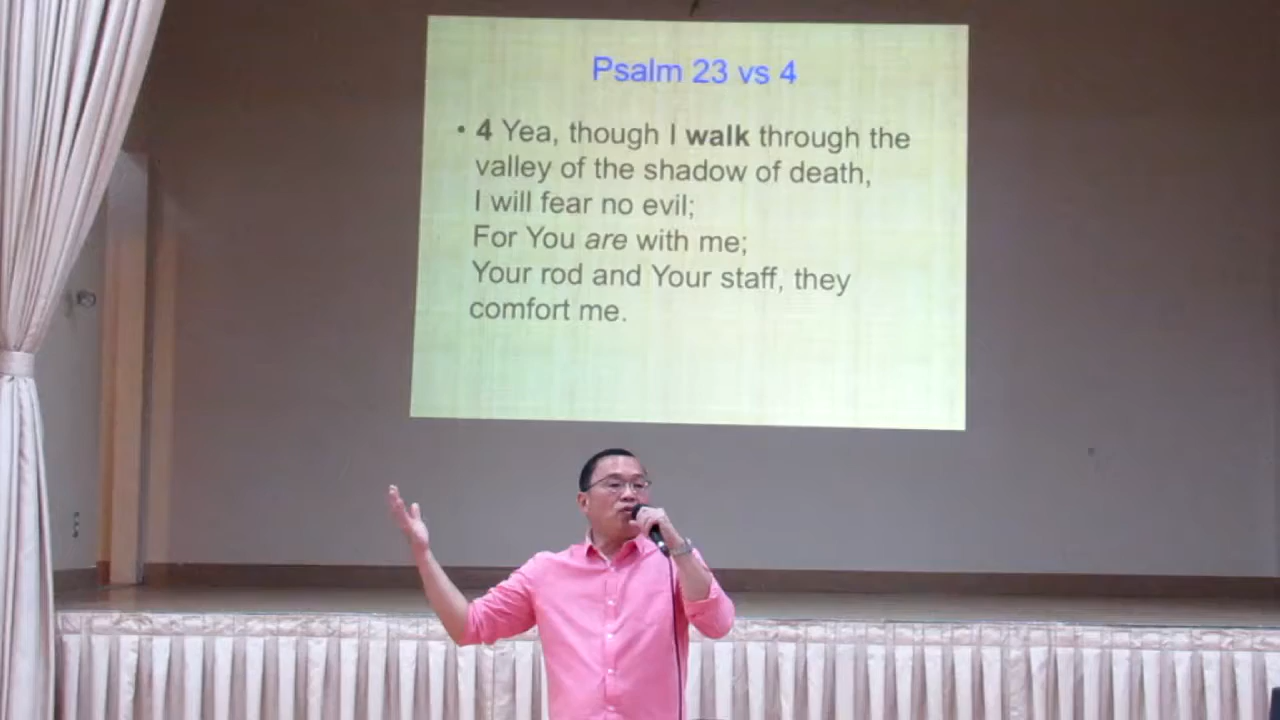 Psalm 23 vs 4
• 4 Yea, though I walk through the
valley of the shadow of death,
I will fear no evil;
For You are with me;
Your rod and Your staff, they
comfort me.